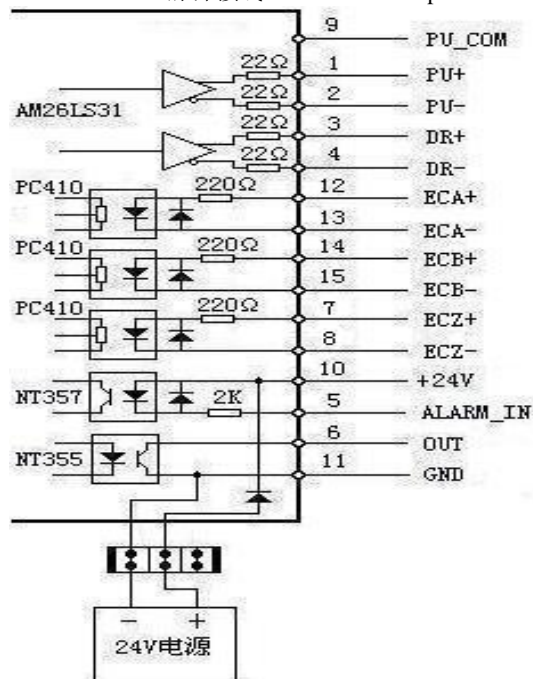 9 PU_COM
22Ω 1 PU+
22Ω 2 PU-
AM26LS31
22Ω 3 DR+
22Ω 4 DR-
PC410 220Ω 12 ECA+
13 ECA-
PC410 220Ω 14 ECB+
15 ECB-
PC410 220Ω 7 ECZ+
8 ECZ-
10 +24V
NT357 2K 5 ALARM_IN
6 OUT
NT355 11 GND
- +
24V电源